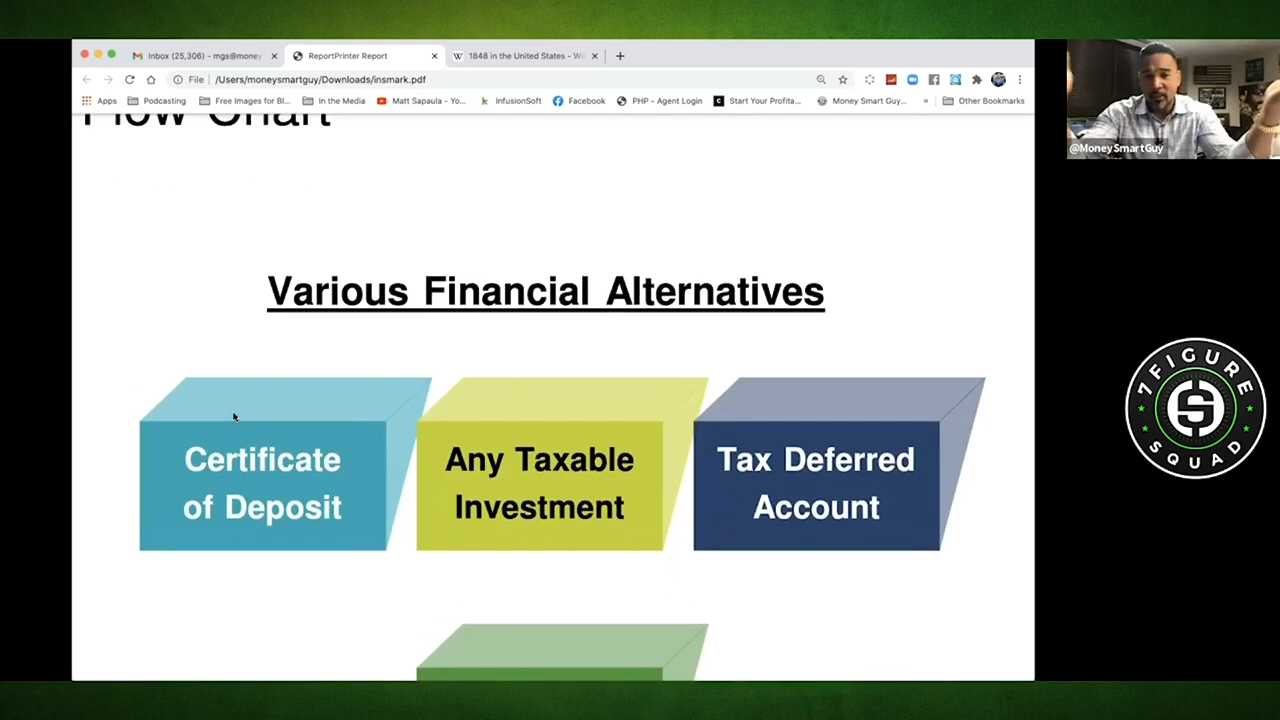 Inbox (25,306) - mgs@money
ReportPrinter Report
1848 in the United States - Wi
File
/Users/moneysmartguy/Downloads/insmark.pdf
Apps
Podcasting
Free Images for Bl...
In the Media
Matt Sapaula - Yo...
InfusionSoft
Facebook
PHP - Agent Login
Start Your Profita...
Money Smart Guy...
»
Other Bookmarks
@MoneySmartGuy
Flow Chart
Various Financial Alternatives
Certificate
of Deposit
Any Taxable
Investment
Tax Deferred
Account
7FIGURE
SQUAD